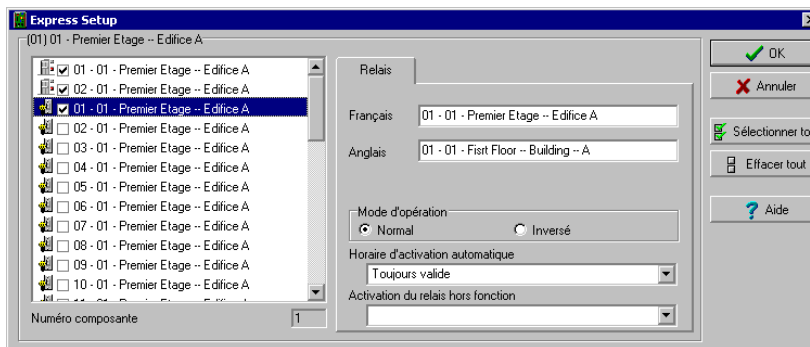 Express Setup
(01) 01 - Premier Etage -- Edifice A
01 - 01 - Premier Etage -- Edifice A
02 - 01 - Premier Etage -- Edifice A
01 - 01 - Premier Etage -- Edifice A
02 - 01 - Premier Etage -- Edifice A
03 - 01 - Premier Etage -- Edifice A
04 - 01 - Premier Etage -- Edifice A
05 - 01 - Premier Etage -- Edifice A
06 - 01 - Premier Etage -- Edifice A
07 - 01 - Premier Etage -- Edifice A
08 - 01 - Premier Etage -- Edifice A
09 - 01 - Premier Etage -- Edifice A
10 - 01 - Premier Etage -- Edifice A
Numéro composante 1
Relais
Français 01 - 01 - Premier Etage -- Edifice A
Anglais 01 - 01 - Fisrt Floor -- Building -- A
Mode d'opération
Normal Inversé
Horaire d'activation automatique
Toujours valide
Activation du relais hors fonction
OK
Annuler
Sélectionner to
Effacer tout
Aide